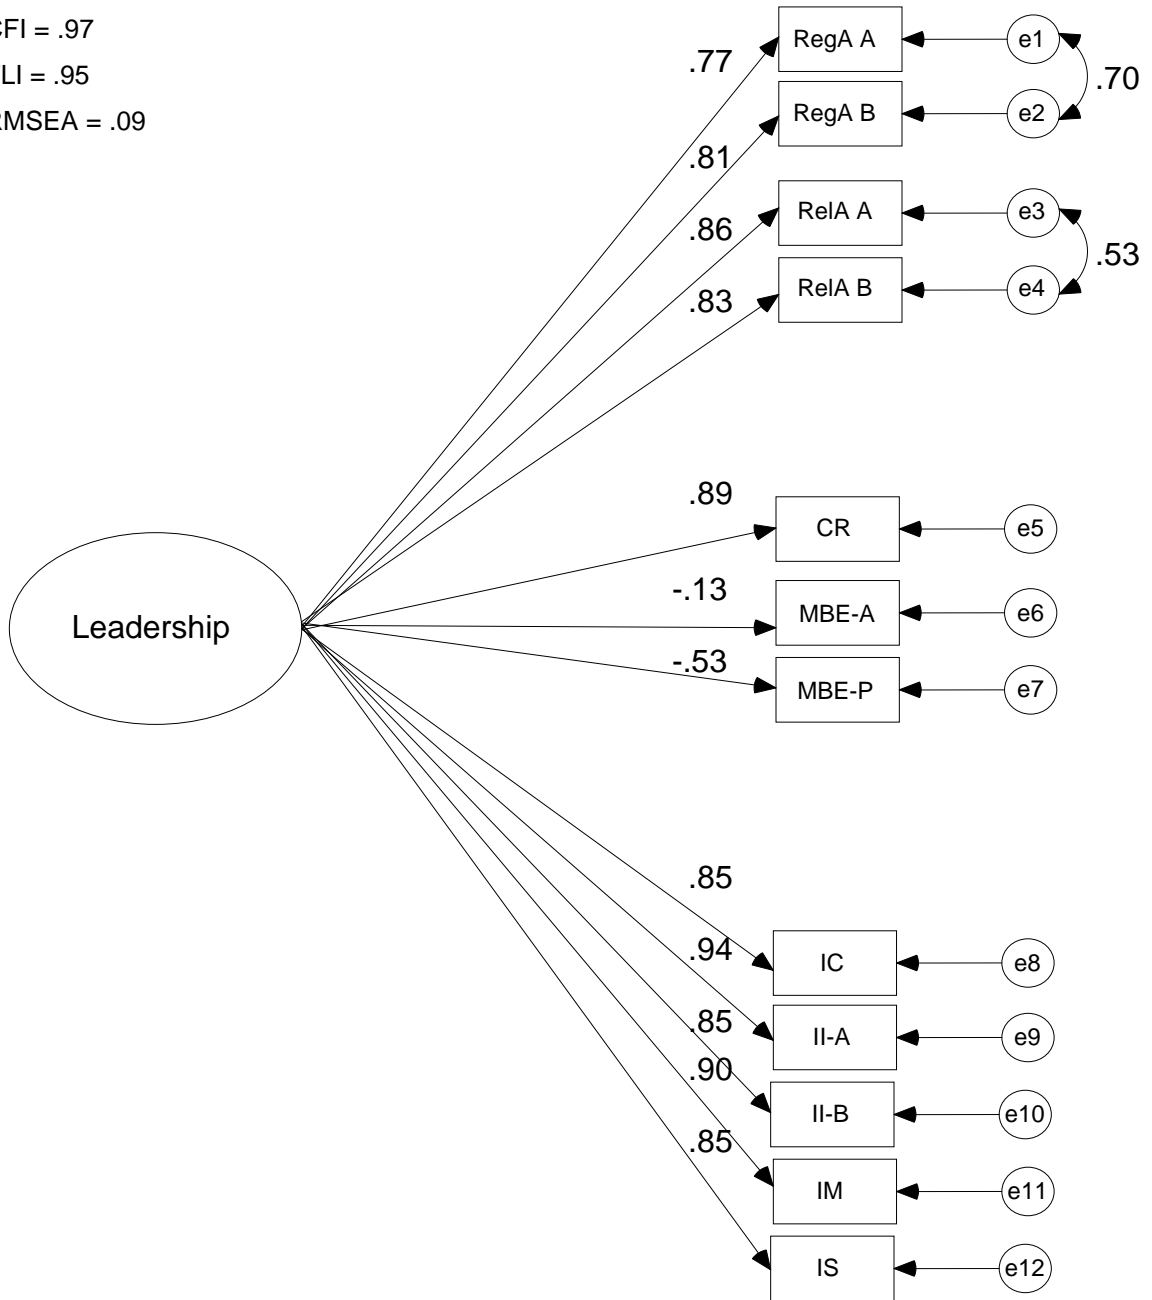 CFI = .97
TLI = .95
RMSEA = .09
.77
RegA A
e1
.70
RegA B
e2
.81
RelA A
e3
.86
.53
RelA B
e4
.83
.89
CR
e5
-.13
MBE-A
e6
Leadership
-.53
MBE-P
e7
.85
IC
e8
.94
.85
II-A
e9
.90
II-B
e10
.85
IM
e11
IS
e12